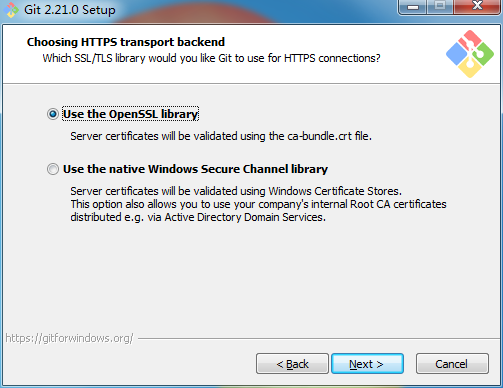 Git 2.21.0 Setup
Choosing HTTPS transport backend
Which SSL/TLS library would you like Git to use for HTTPS connections?
Use the OpenSSL library
Server certificates will be validated using the ca-bundle.crt file.
Use the native Windows Secure Channel library
Server certificates will be validated using Windows Certificate Stores.
This option also allows you to use your company's internal Root CA certificates
distributed e.g. via Active Directory Domain Services.
https://gitforwindows.org/
< Back Next > Cancel